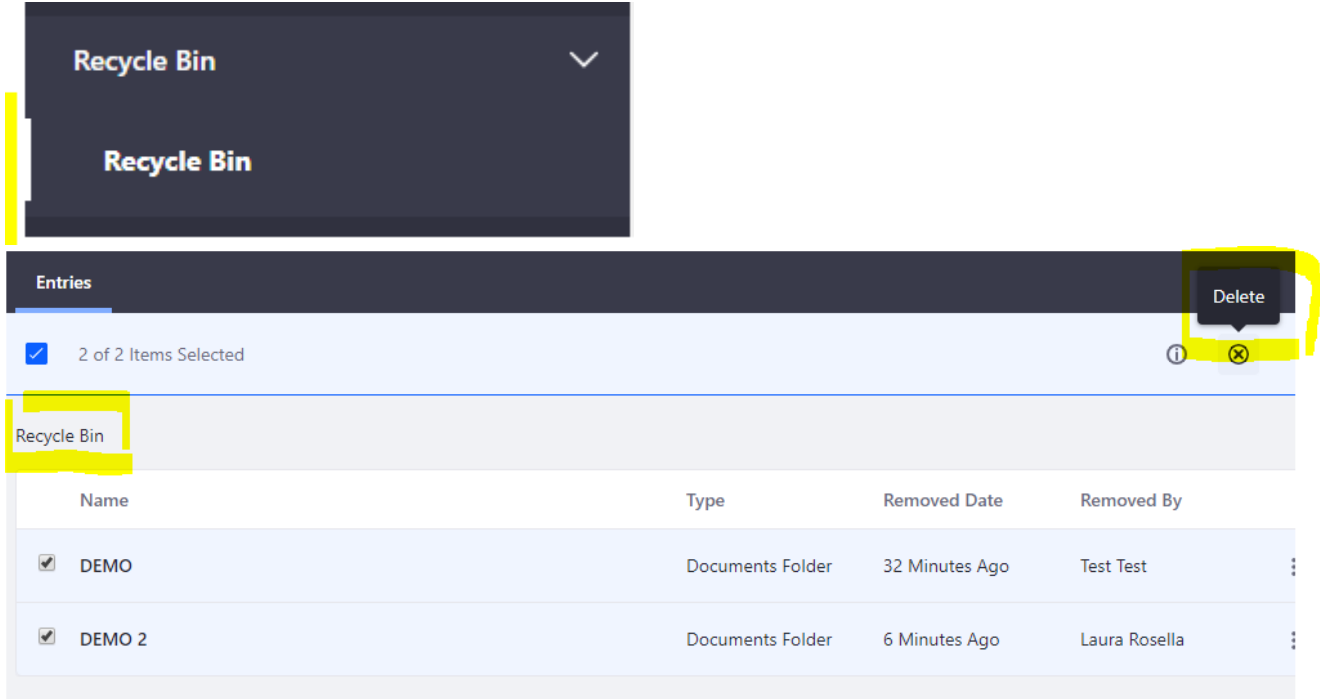 Recycle Bin
Recycle Bin
Entries
Delete
2 of 2 Items Selected
Recycle Bin
Name Type Removed Date Removed By
DEMO Documents Folder 32 Minutes Ago Test Test
DEMO 2 Documents Folder 6 Minutes Ago Laura Rosella